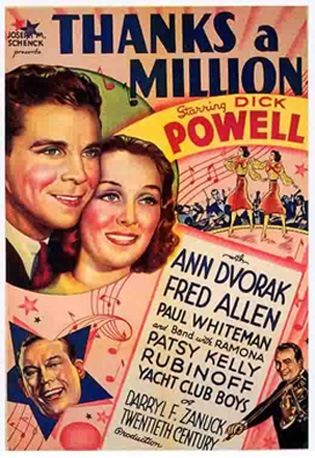 JOSEPH M.
SCHENCK
presents
THANKS a
MILLION
Starring DICK
POWELL
with
ANN DVORAK
FRED ALLEN
PAUL WHITEMAN
and Band with RAMONA
PATSY KELLY
RUBINOFF
YACHT CLUB BOYS
A
DARRYL F. ZANUCK
TWENTIETH CENTURY
Production